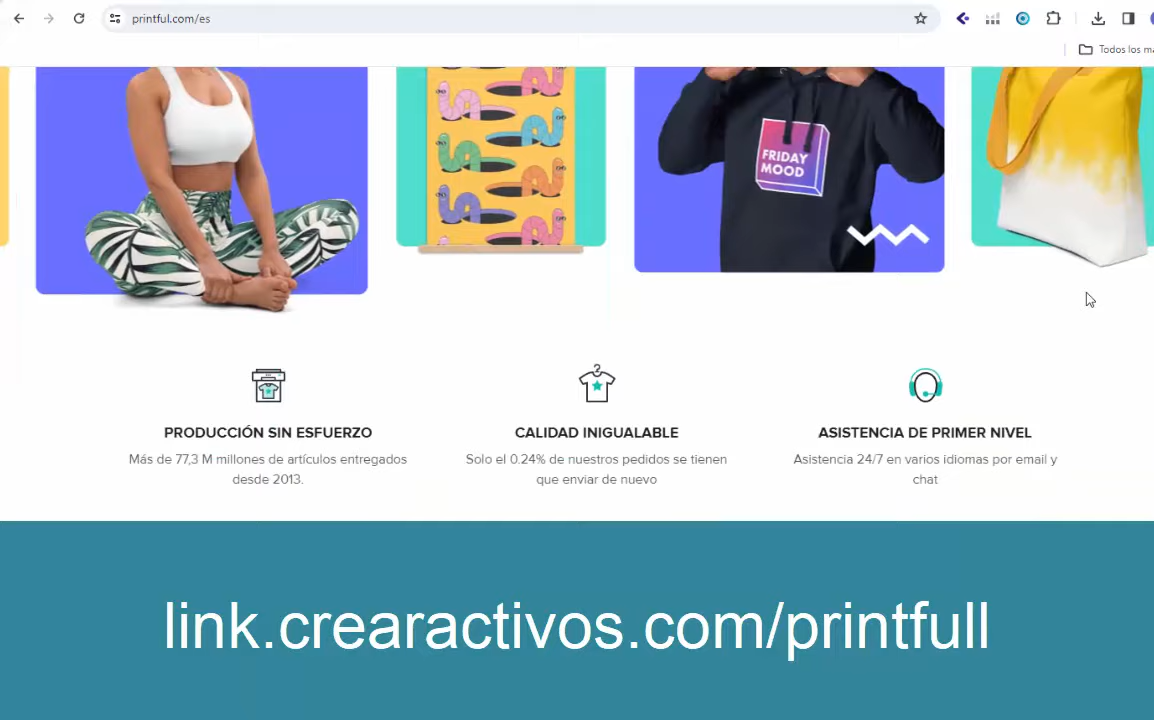 printful.com/es
Todos los ma
FRIDAY
MOOD
PRODUCCIÓN SIN ESFUERZO
Más de 77,3 M millones de artículos entregados
desde 2013.
CALIDAD INIGUALABLE
Solo el 0.24% de nuestros pedidos se tienen
que enviar de nuevo
ASISTENCIA DE PRIMER NIVEL
Asistencia 24/7 en varios idiomas por email y
chat
link.crearactivos.com/printfull